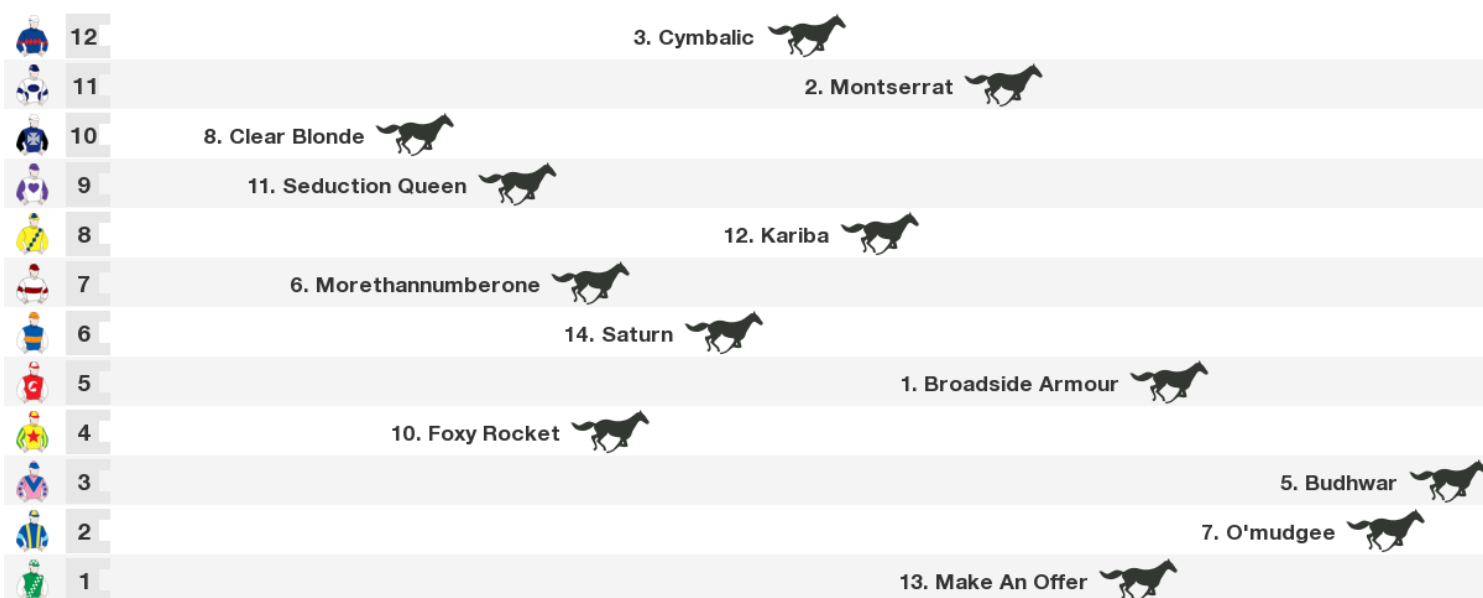 12 3. Cymbalic
11 2. Montserrat
10 8. Clear Blonde
9 11. Seduction Queen
8 12. Kariba
7 6. Morethannumberone
6 14. Saturn
5 1. Broadside Armour
4 10. Foxy Rocket
3 5. Budhwar
2 7. O'mudgee
1 13. Make An Offer